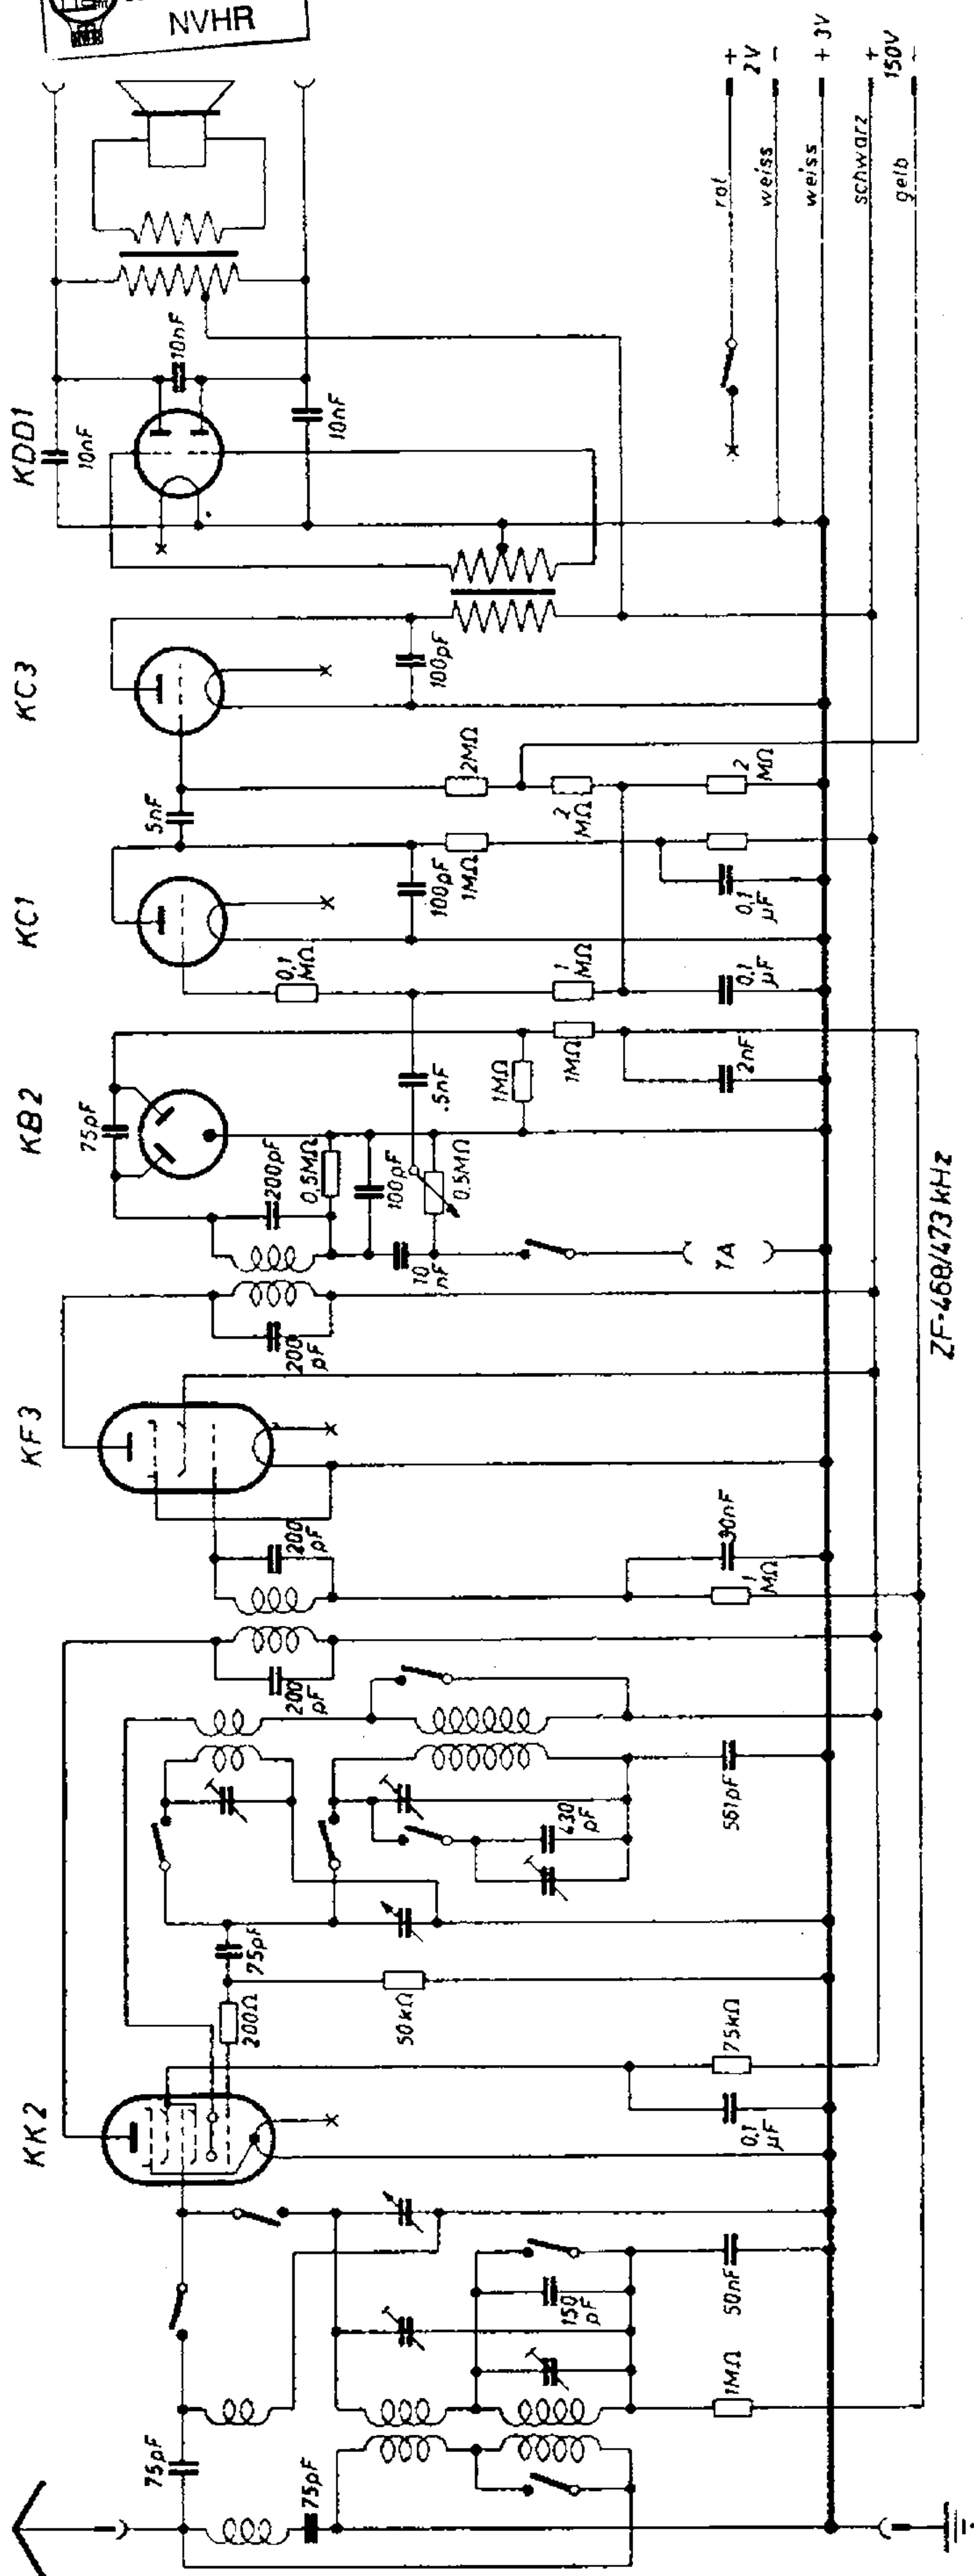 NVHR
KK2
KF3
KB2
KC1
KC3
KDD1
75pF
75pF
150
pF
50nF
1MΩ
0,1
µF
75kΩ
200Ω
50kΩ
75pF
430
pF
561pF
200
pF
200
pF
30nF
1
MΩ
200
pF
200pF
0,5MΩ
100pF
10
nF
0.5MΩ
TA
75pF
.5nF
1MΩ
1MΩ
2nF
0,1
MΩ
1
MΩ
0,1
µF
100pF
1MΩ
0,1
µF
5nF
2MΩ
2
MΩ
2
MΩ
100pF
10nF
10nF
10nF
rot
+
2V
-
weiss
weiss
+ 3V
schwarz
+
150V
-
gelb
ZF=468/473 kHz